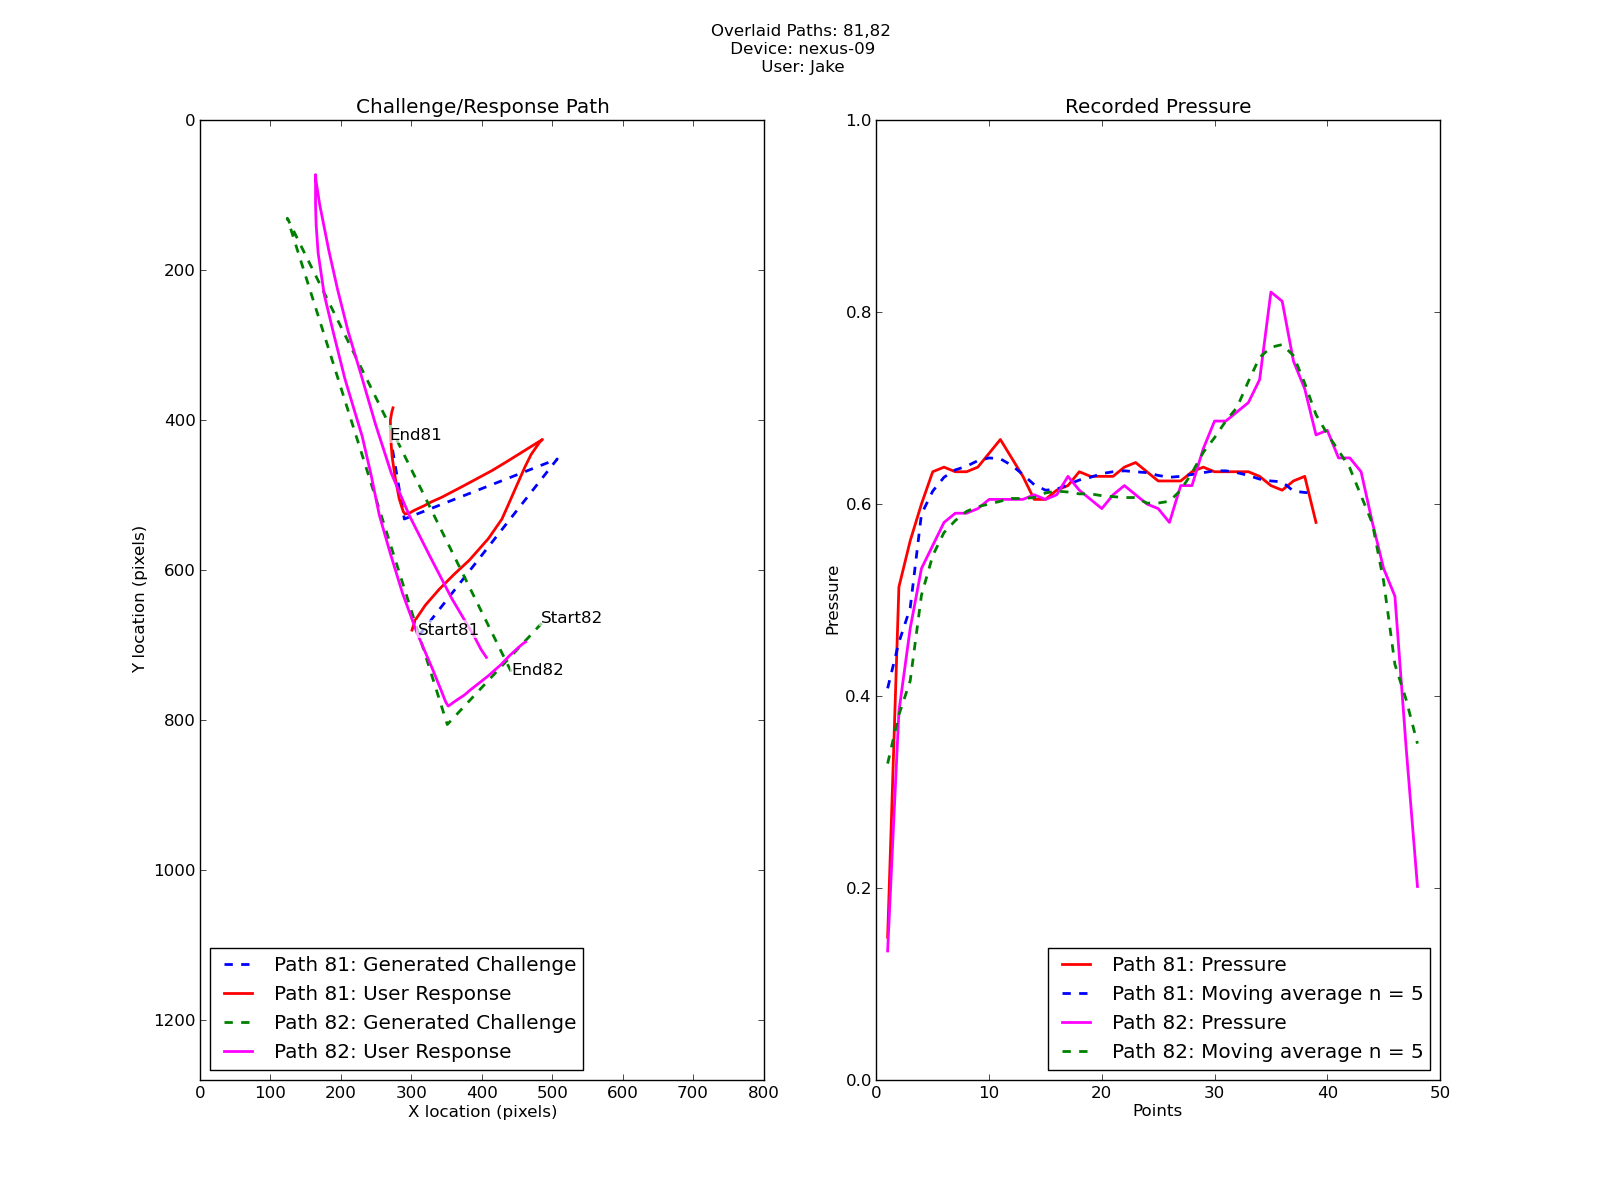 Overlaid Paths: 81,82
Device: nexus-09
User: Jake
Challenge/Response Path
0
200
400
600
800
1000
1200
Y location (pixels)
End81
Start81
Start82
End82
Path 81: Generated Challenge
Path 81: User Response
Path 82: Generated Challenge
Path 82: User Response
0 100 200 300 400 500 600 700 800
X location (pixels)
Recorded Pressure
1.0
0.8
0.6
0.4
0.2
0.0
Pressure
Path 81: Pressure
Path 81: Moving average n = 5
Path 82: Pressure
Path 82: Moving average n = 5
0 10 20 30 40 50
Points